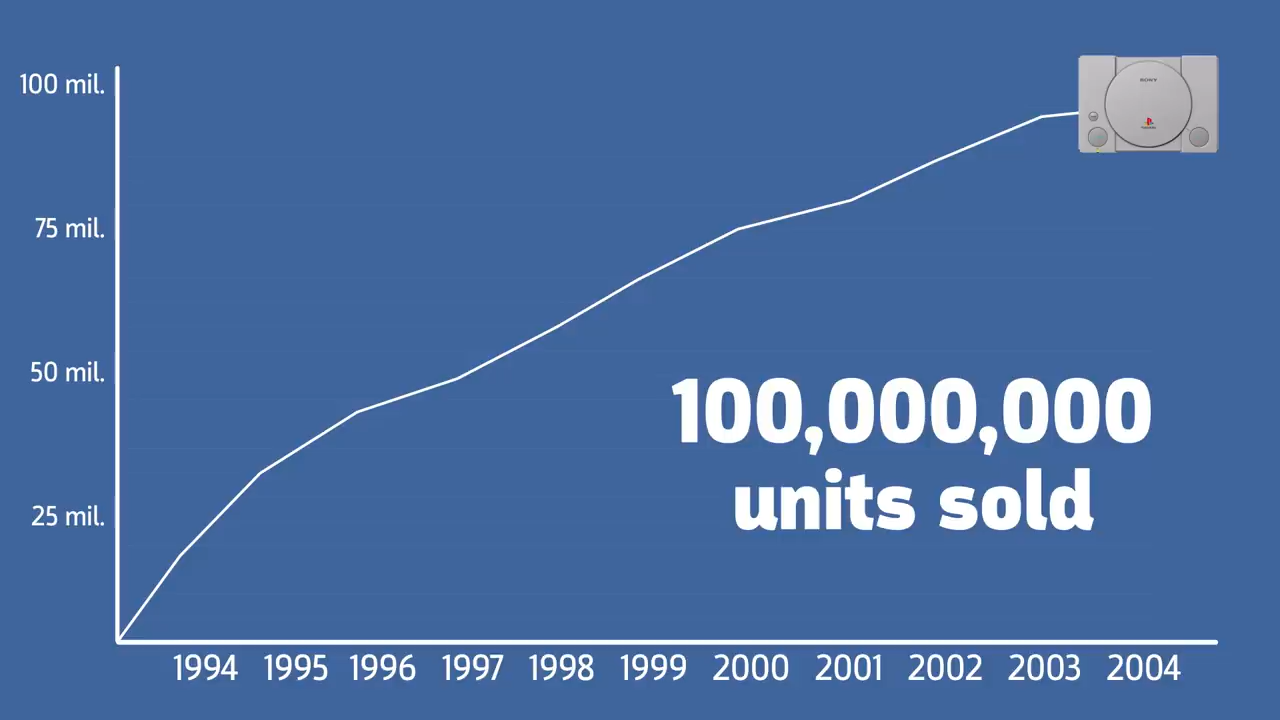 100 mil.
75 mil.
50 mil.
25 mil.
SONY
100,000,000
units sold
1994 1995 1996 1997 1998 1999 2000 2001 2002 2003 2004